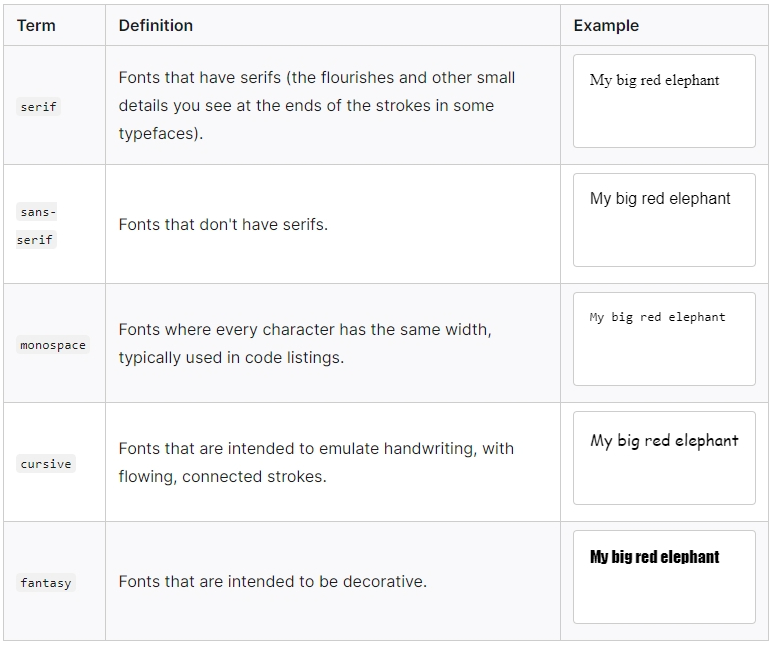 Term Definition Example
serif
Fonts that have serifs (the flourishes and other small
details you see at the ends of the strokes in some
typefaces).
My big red elephant
sans-
serif
Fonts that don't have serifs.
My big red elephant
monospace
Fonts where every character has the same width,
typically used in code listings.
My big red elephant
cursive
Fonts that are intended to emulate handwriting, with
flowing, connected strokes.
My big red elephant
fantasy
Fonts that are intended to be decorative.
My big red elephant